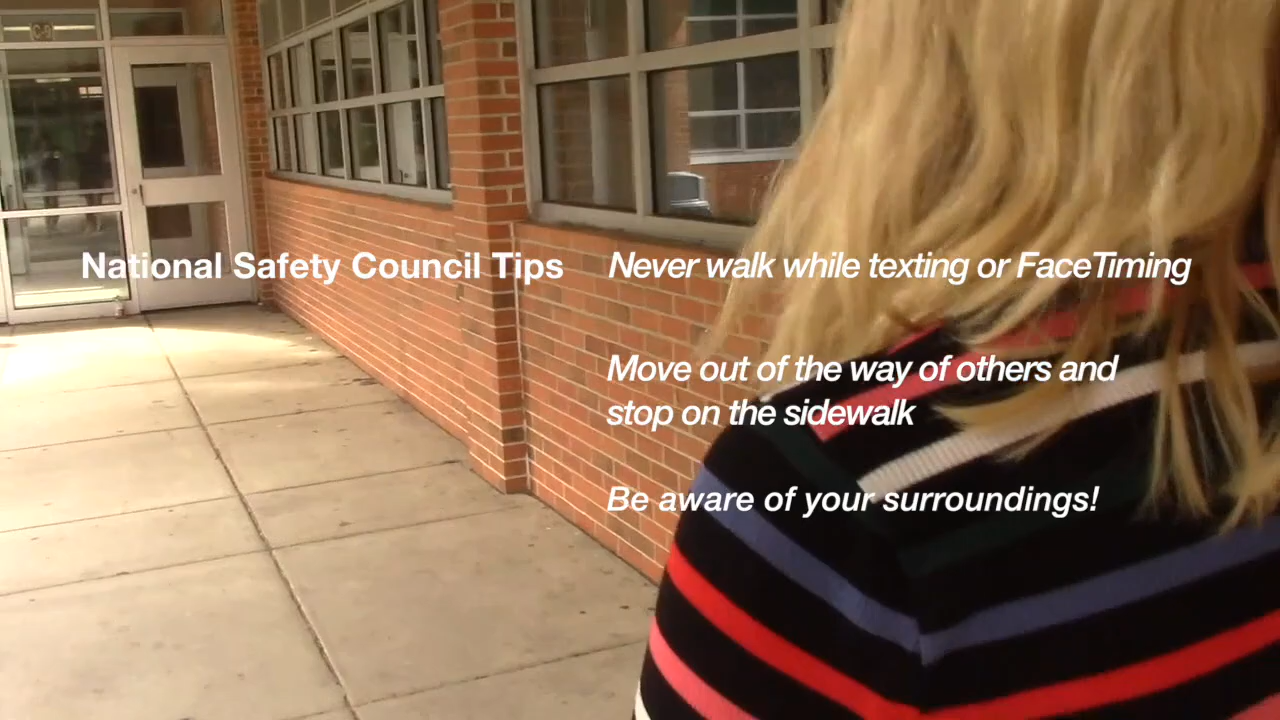 National Safety Council Tips
Never walk while texting or FaceTiming
Move out of the way of others and
stop on the sidewalk
Be aware of your surroundings!